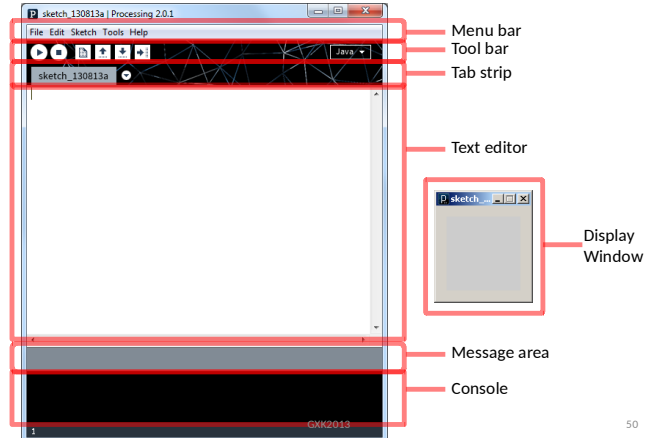 sketch_130813a | Processing 2.0.1
File Edit Sketch Tools Help
Java
sketch_130813a
Menu bar
Tool bar
Tab strip
Text editor
P sketch_...
Display
Window
Message area
Console
1
GXK2013
50